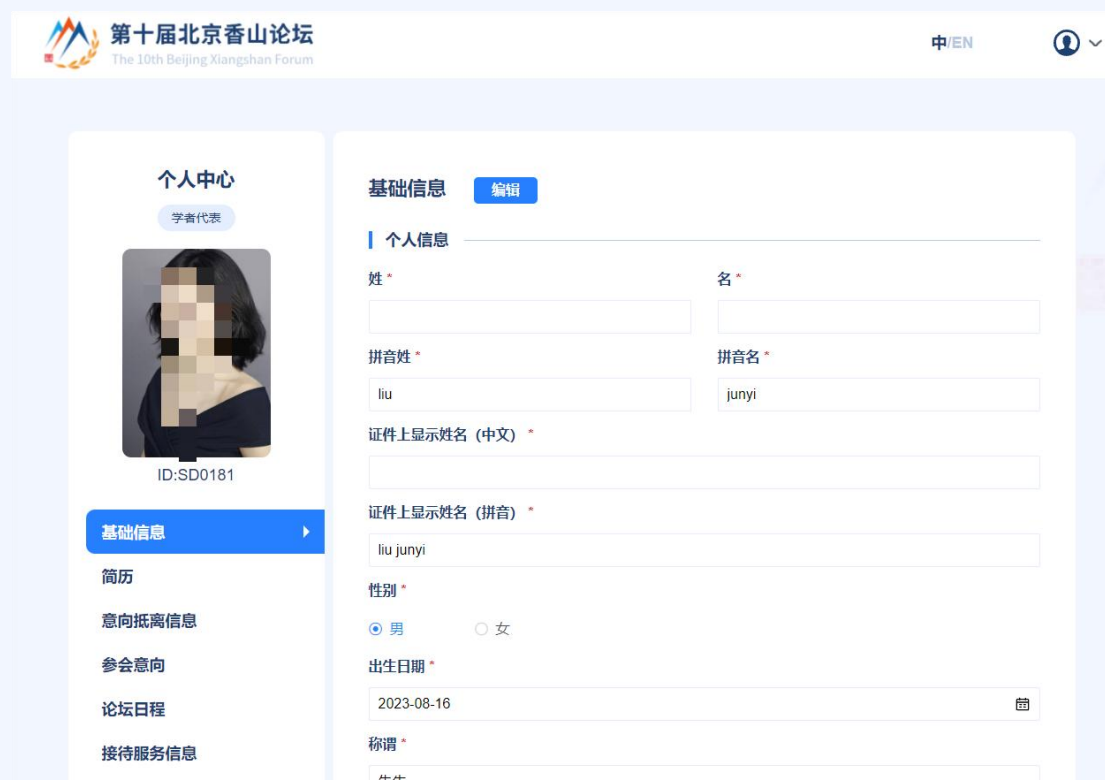 第十届北京香山论坛
The 10th Beijing Xiangshan Forum
中/EN
个人中心
学者代表
ID:SD0181
基础信息
简历
意向抵离信息
参会意向
论坛日程
接待服务信息
基础信息 编辑
个人信息
姓 * 名 *
拼音姓 * 拼音名 *
liu junyi
证件上显示姓名（中文） *
证件上显示姓名（拼音） *
liu junyi
性别 *
男 女
出生日期 *
2023-08-16
称谓 *